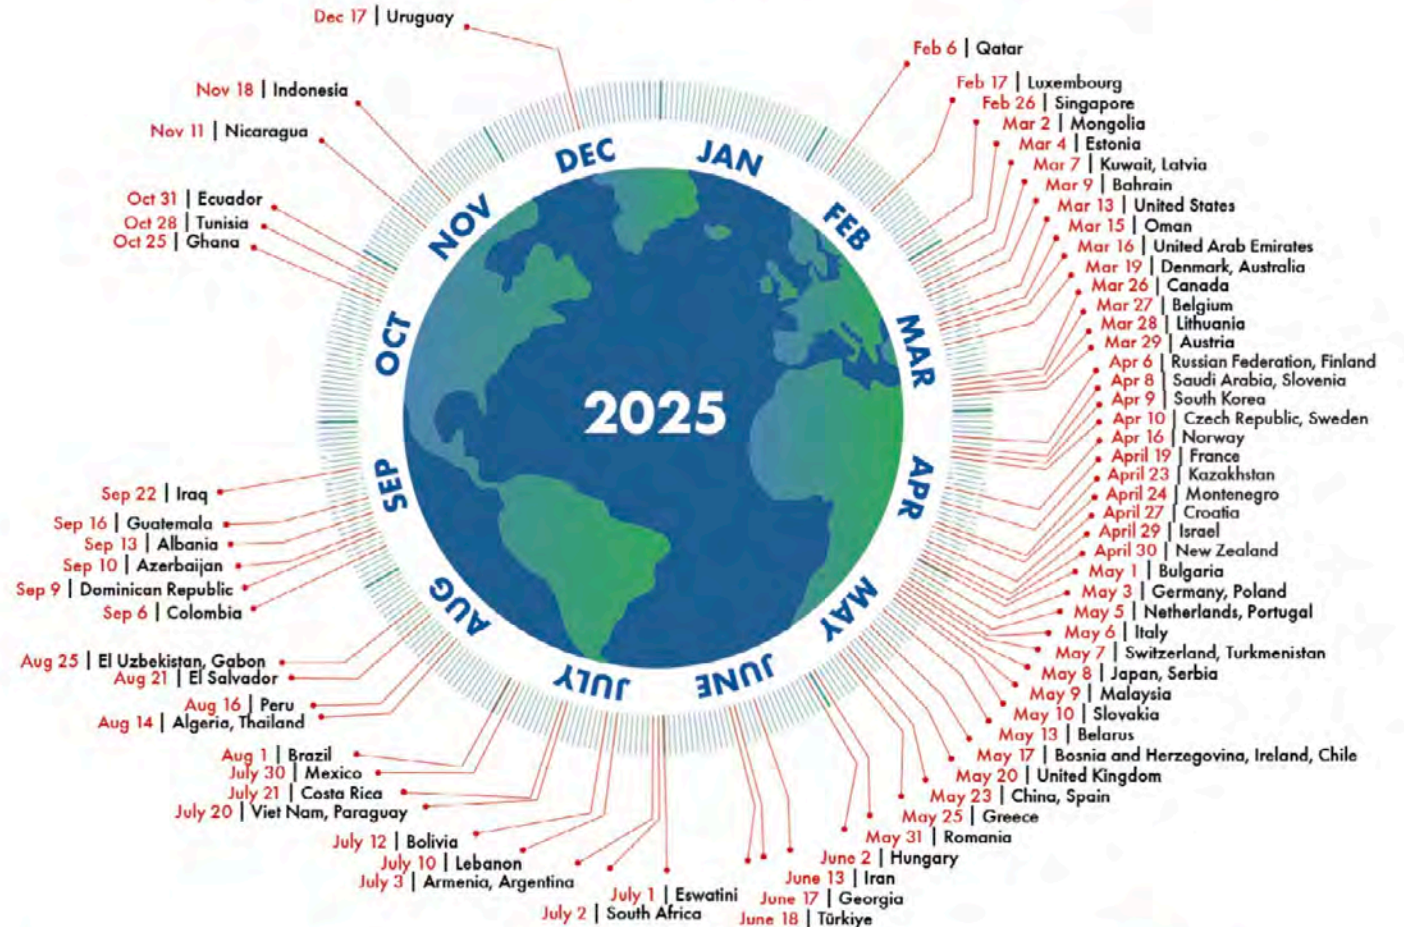 Dec 17 | Uruguay
Feb 6 | Qatar
Feb 17 | Luxembourg
Feb 26 | Singapore
Mar 2 | Mongolia
Mar 4 | Estonia
Mar 7 | Kuwait, Latvia
Mar 9 | Bahrain
Mar 13 | United States
Mar 15 | Oman
Mar 16 | United Arab Emirates
Mar 19 | Denmark, Australia
Mar 26 | Canada
Mar 27 | Belgium
Mar 28 | Lithuania
Mar 29 | Austria
Apr 6 | Russian Federation, Finland
Apr 8 | Saudi Arabia, Slovenia
Apr 9 | South Korea
Apr 10 | Czech Republic, Sweden
Apr 16 | Norway
April 19 | France
April 23 | Kazakhstan
April 24 | Montenegro
April 27 | Croatia
April 29 | Israel
April 30 | New Zealand
May 1 | Bulgaria
May 3 | Germany, Poland
May 5 | Netherlands, Portugal
May 6 | Italy
May 7 | Switzerland, Turkmenistan
May 8 | Japan, Serbia
May 9 | Malaysia
May 10 | Slovakia
May 13 | Belarus
May 17 | Bosnia and Herzegovina, Ireland, Chile
May 20 | United Kingdom
May 23 | China, Spain
May 25 | Greece
May 31 | Romania
June 2 | Hungary
June 13 | Iran
June 17 | Georgia
June 18 | Türkiye
July 1 | Eswatini
July 2 | South Africa
July 3 | Armenia, Argentina
July 10 | Lebanon
July 12 | Bolivia
July 20 | Viet Nam, Paraguay
July 21 | Costa Rica
July 30 | Mexico
Aug 1 | Brazil
Aug 14 | Algeria, Thailand
Aug 16 | Peru
Aug 21 | El Salvador
Aug 25 | El Uzbekistan, Gabon
Sep 6 | Colombia
Sep 9 | Dominican Republic
Sep 10 | Azerbaijan
Sep 13 | Albania
Sep 16 | Guatemala
Sep 22 | Iraq
Oct 25 | Ghana
Oct 28 | Tunisia
Oct 31 | Ecuador
Nov 11 | Nicaragua
Nov 18 | Indonesia
JAN
FEB
MAR
APR
MAY
JUNE
JULY
AUG
SEP
OCT
NOV
DEC
2025